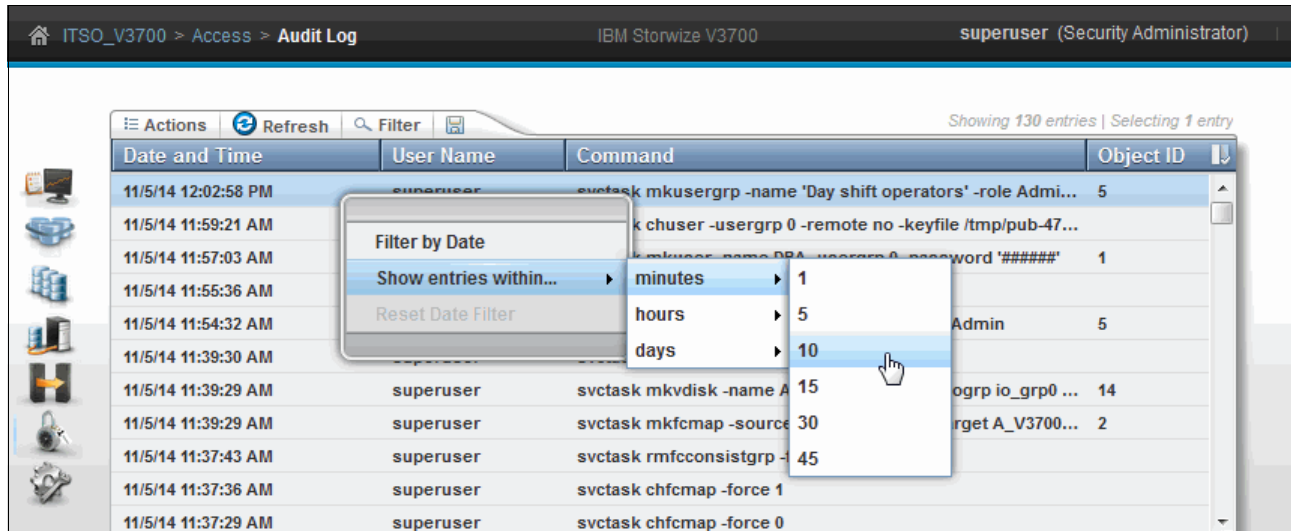 ITSO_V3700 > Access > Audit Log IBM Storwize V3700 superuser (Security Administrator)
Actions Refresh Filter Showing 130 entries | Selecting 1 entry
Date and Time User Name Command Object ID
11/5/14 12:02:58 PM superuser svctask mkusergrp -name 'Day shift operators' -role Admi... 5
11/5/14 11:59:21 AM k chuser -usergrp 0 -remote no -keyfile /tmp/pub-47...
Filter by Date
11/5/14 11:57:03 AM k mkuser -name DBA -usergrp 0 -password '######' 1
Show entries within... minutes 1
11/5/14 11:55:36 AM
Reset Date Filter hours 5
11/5/14 11:54:32 AM Admin 5
days 10
11/5/14 11:39:30 AM
11/5/14 11:39:29 AM superuser svctask mkvdisk -name A 15 ogrp io_grp0 ... 14
11/5/14 11:39:29 AM superuser svctask mkfcmap -source 30 rget A_V3700... 2
11/5/14 11:37:43 AM superuser svctask rmfcconsistgrp -f 45
11/5/14 11:37:36 AM superuser svctask chfcmap -force 1
11/5/14 11:37:29 AM superuser svctask chfcmap -force 0